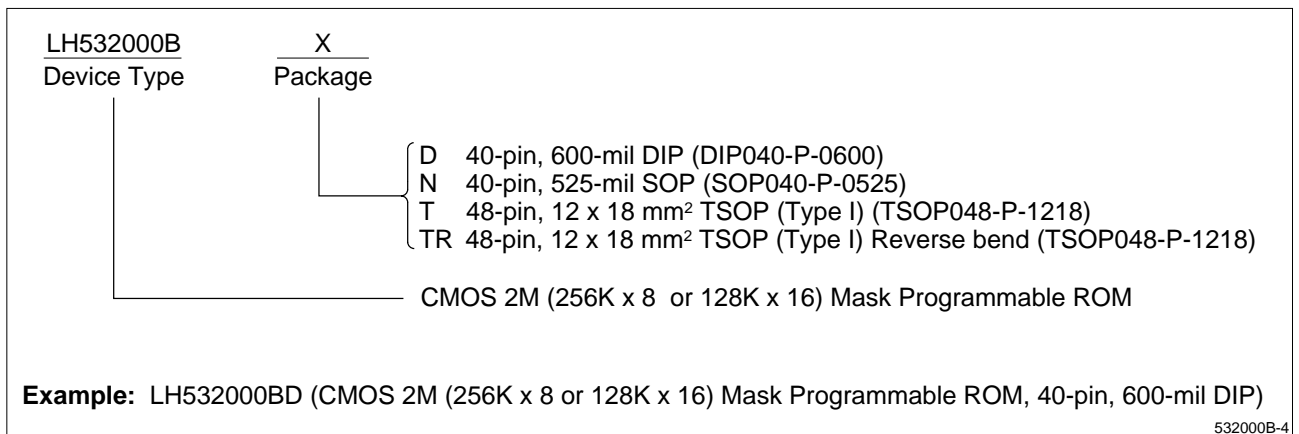 LH532000B X
Device Type Package
D 40-pin, 600-mil DIP (DIP040-P-0600)
N 40-pin, 525-mil SOP (SOP040-P-0525)
T 48-pin, 12 x 18 mm² TSOP (Type I) (TSOP048-P-1218)
TR 48-pin, 12 x 18 mm² TSOP (Type I) Reverse bend (TSOP048-P-1218)
CMOS 2M (256K x 8 or 128K x 16) Mask Programmable ROM
Example: LH532000BD (CMOS 2M (256K x 8 or 128K x 16) Mask Programmable ROM, 40-pin, 600-mil DIP)
532000B-4